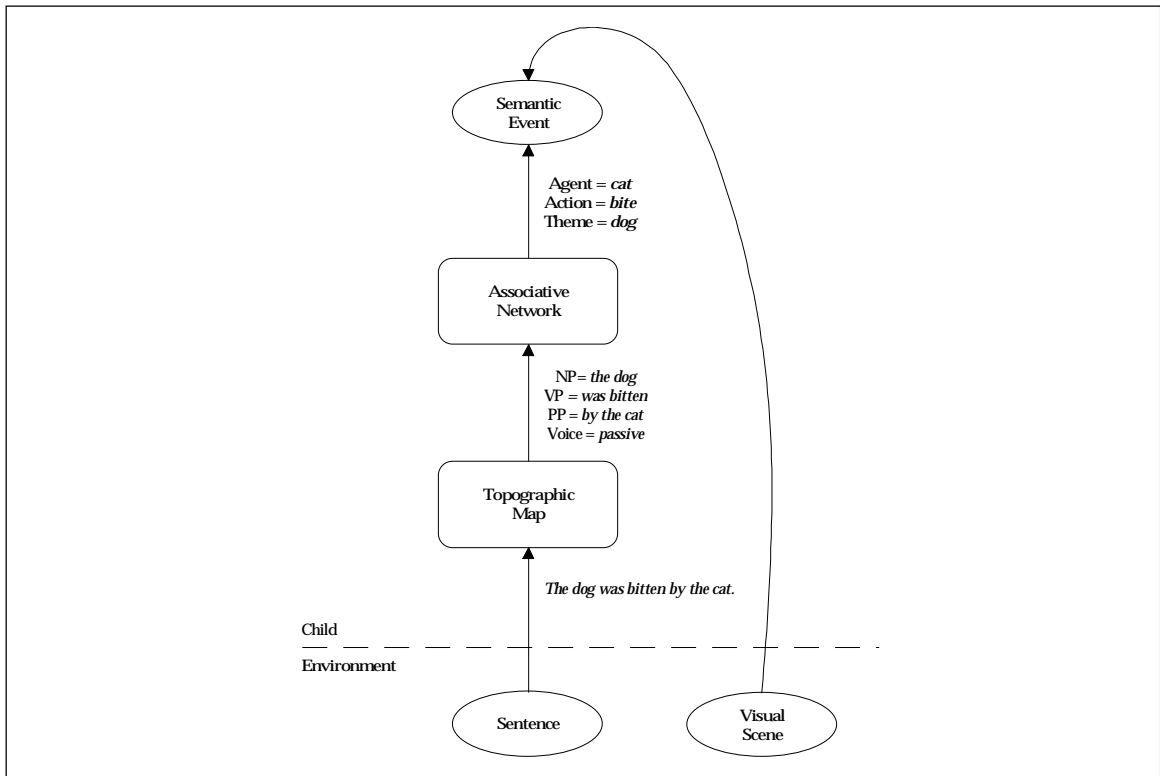 Semantic
Event
Agent = cat
Action = bite
Theme = dog
Associative
Network
NP= the dog
VP = was bitten
PP = by the cat
Voice = passive
Topographic
Map
The dog was bitten by the cat.
Child
Environment
Sentence
Visual
Scene